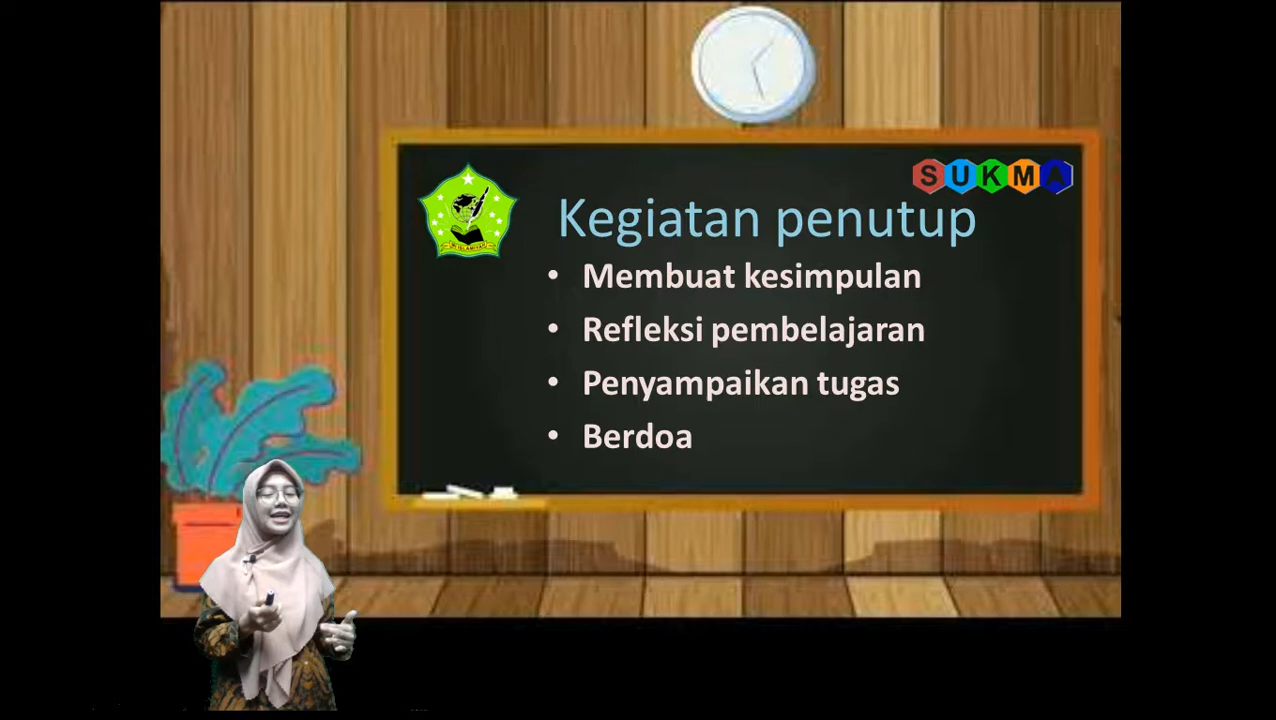 SUKMA
Kegiatan penutup
• Membuat kesimpulan
• Refleksi pembelajaran
• Penyampaikan tugas
• Berdoa